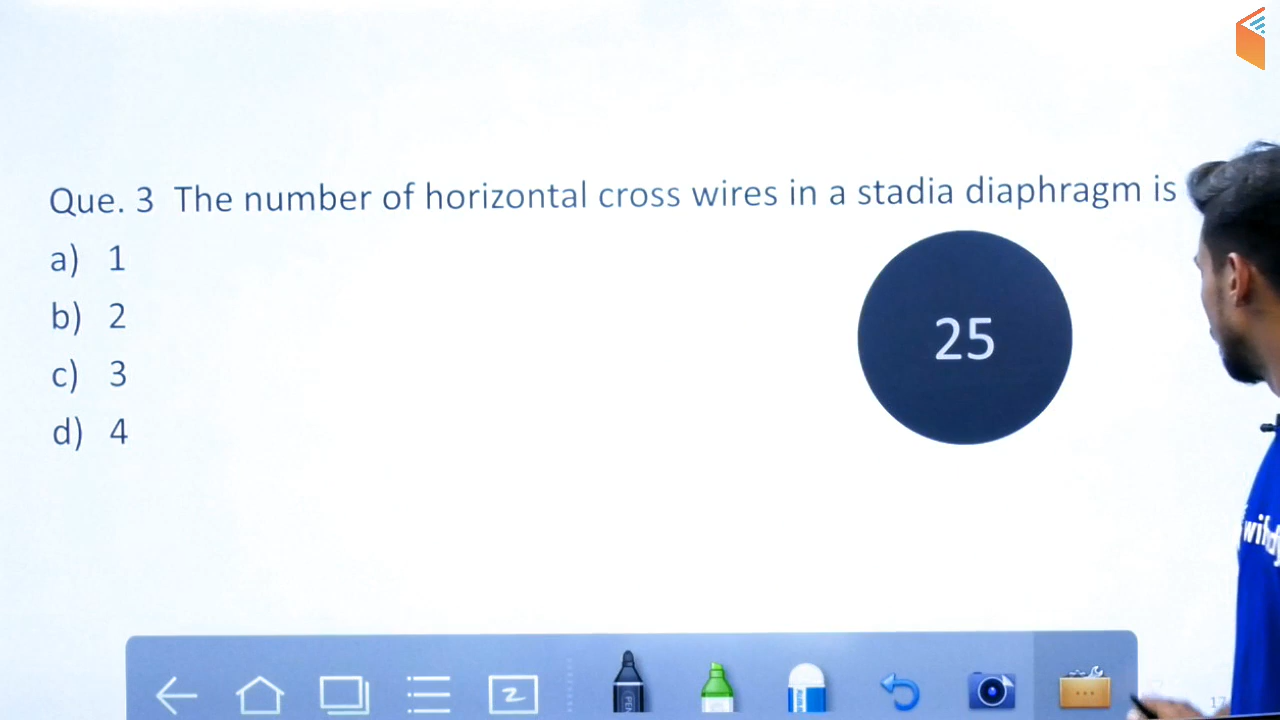 Que. 3 The number of horizontal cross wires in a stadia diaphragm is
a) 1
b) 2
c) 3
d) 4
25